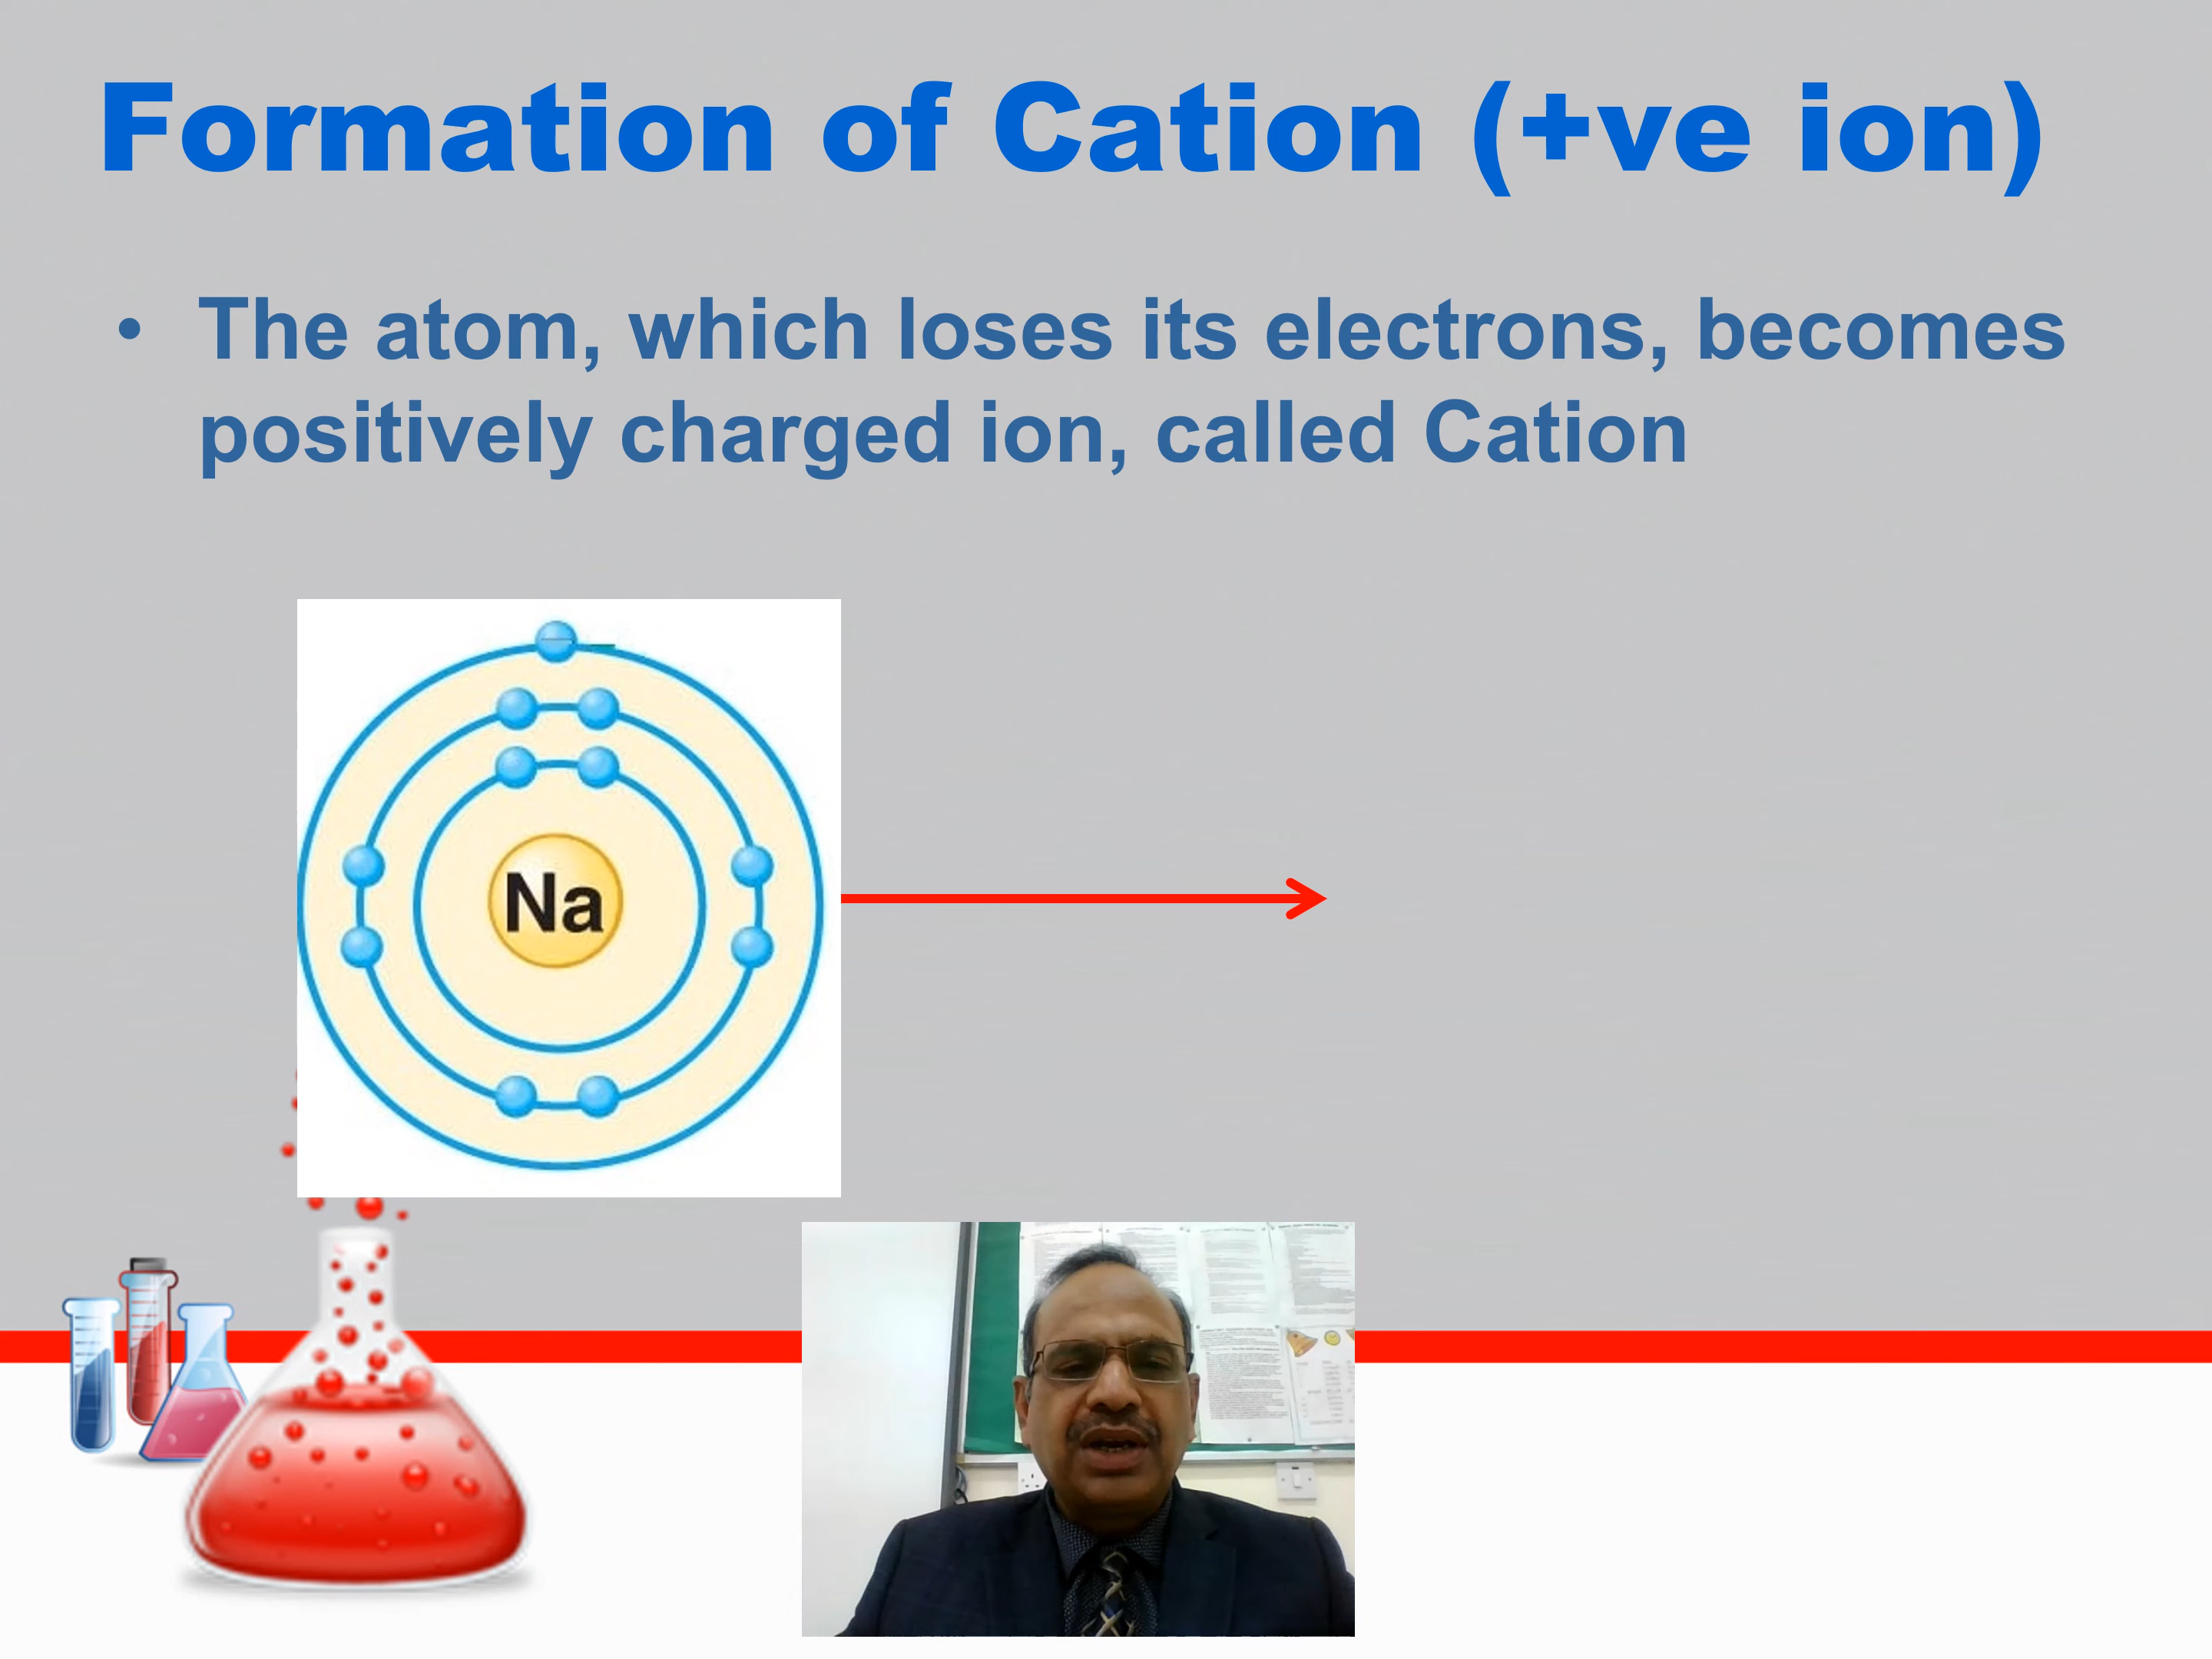 Formation of Cation (+ve ion)
• The atom, which loses its electrons, becomes
positively charged ion, called Cation
Na